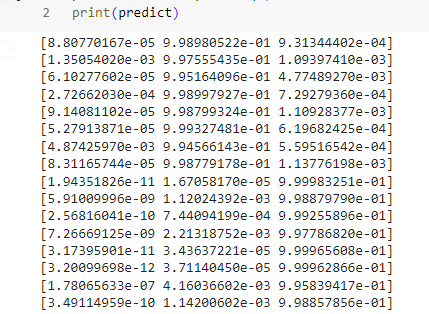 2 print(predict)
[8.80770167e-05 9.98980522e-01 9.31344402e-04]
[1.35054020e-03 9.97555435e-01 1.09397410e-03]
[6.10277602e-05 9.95164096e-01 4.77489270e-03]
[2.72662030e-04 9.98997927e-01 7.29279360e-04]
[9.14081102e-05 9.98799324e-01 1.10928377e-03]
[5.27913871e-05 9.99327481e-01 6.19682425e-04]
[4.87425970e-03 9.94566143e-01 5.59516542e-04]
[8.31165744e-05 9.98779178e-01 1.13776198e-03]
[1.94351826e-11 1.67058170e-05 9.99983251e-01]
[5.91009996e-09 1.12024392e-03 9.98879790e-01]
[2.56816041e-10 7.44094199e-04 9.99255896e-01]
[7.26669125e-09 2.21318752e-03 9.97786820e-01]
[3.17395901e-11 3.43637221e-05 9.99965608e-01]
[3.20099698e-12 3.71140450e-05 9.99962866e-01]
[1.78065633e-07 4.16036602e-03 9.95839417e-01]
[3.49114959e-10 1.14200602e-03 9.98857856e-01]